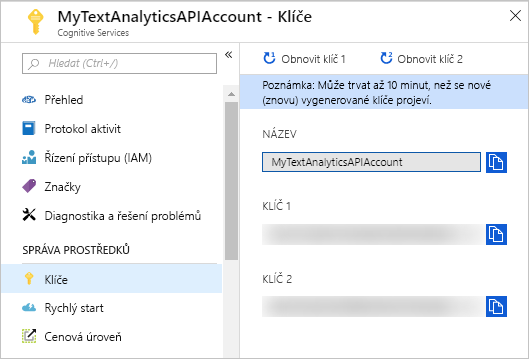 MyTextAnalyticsAPIAccount - Klíče
Cognitive Services
Hledat (Ctrl+/)
Přehled
Protokol aktivit
Řízení přístupu (IAM)
Značky
Diagnostika a řešení problémů
SPRÁVA PROSTŘEDKŮ
Klíče
Rychlý start
Cenová úroveň
Obnovit klíč 1
Obnovit klíč 2
Poznámka: Může trvat až 10 minut, než se nové
(znovu) vygenerované klíče projeví.
NÁZEV
MyTextAnalyticsAPIAccount
KLÍČ 1
KLÍČ 2